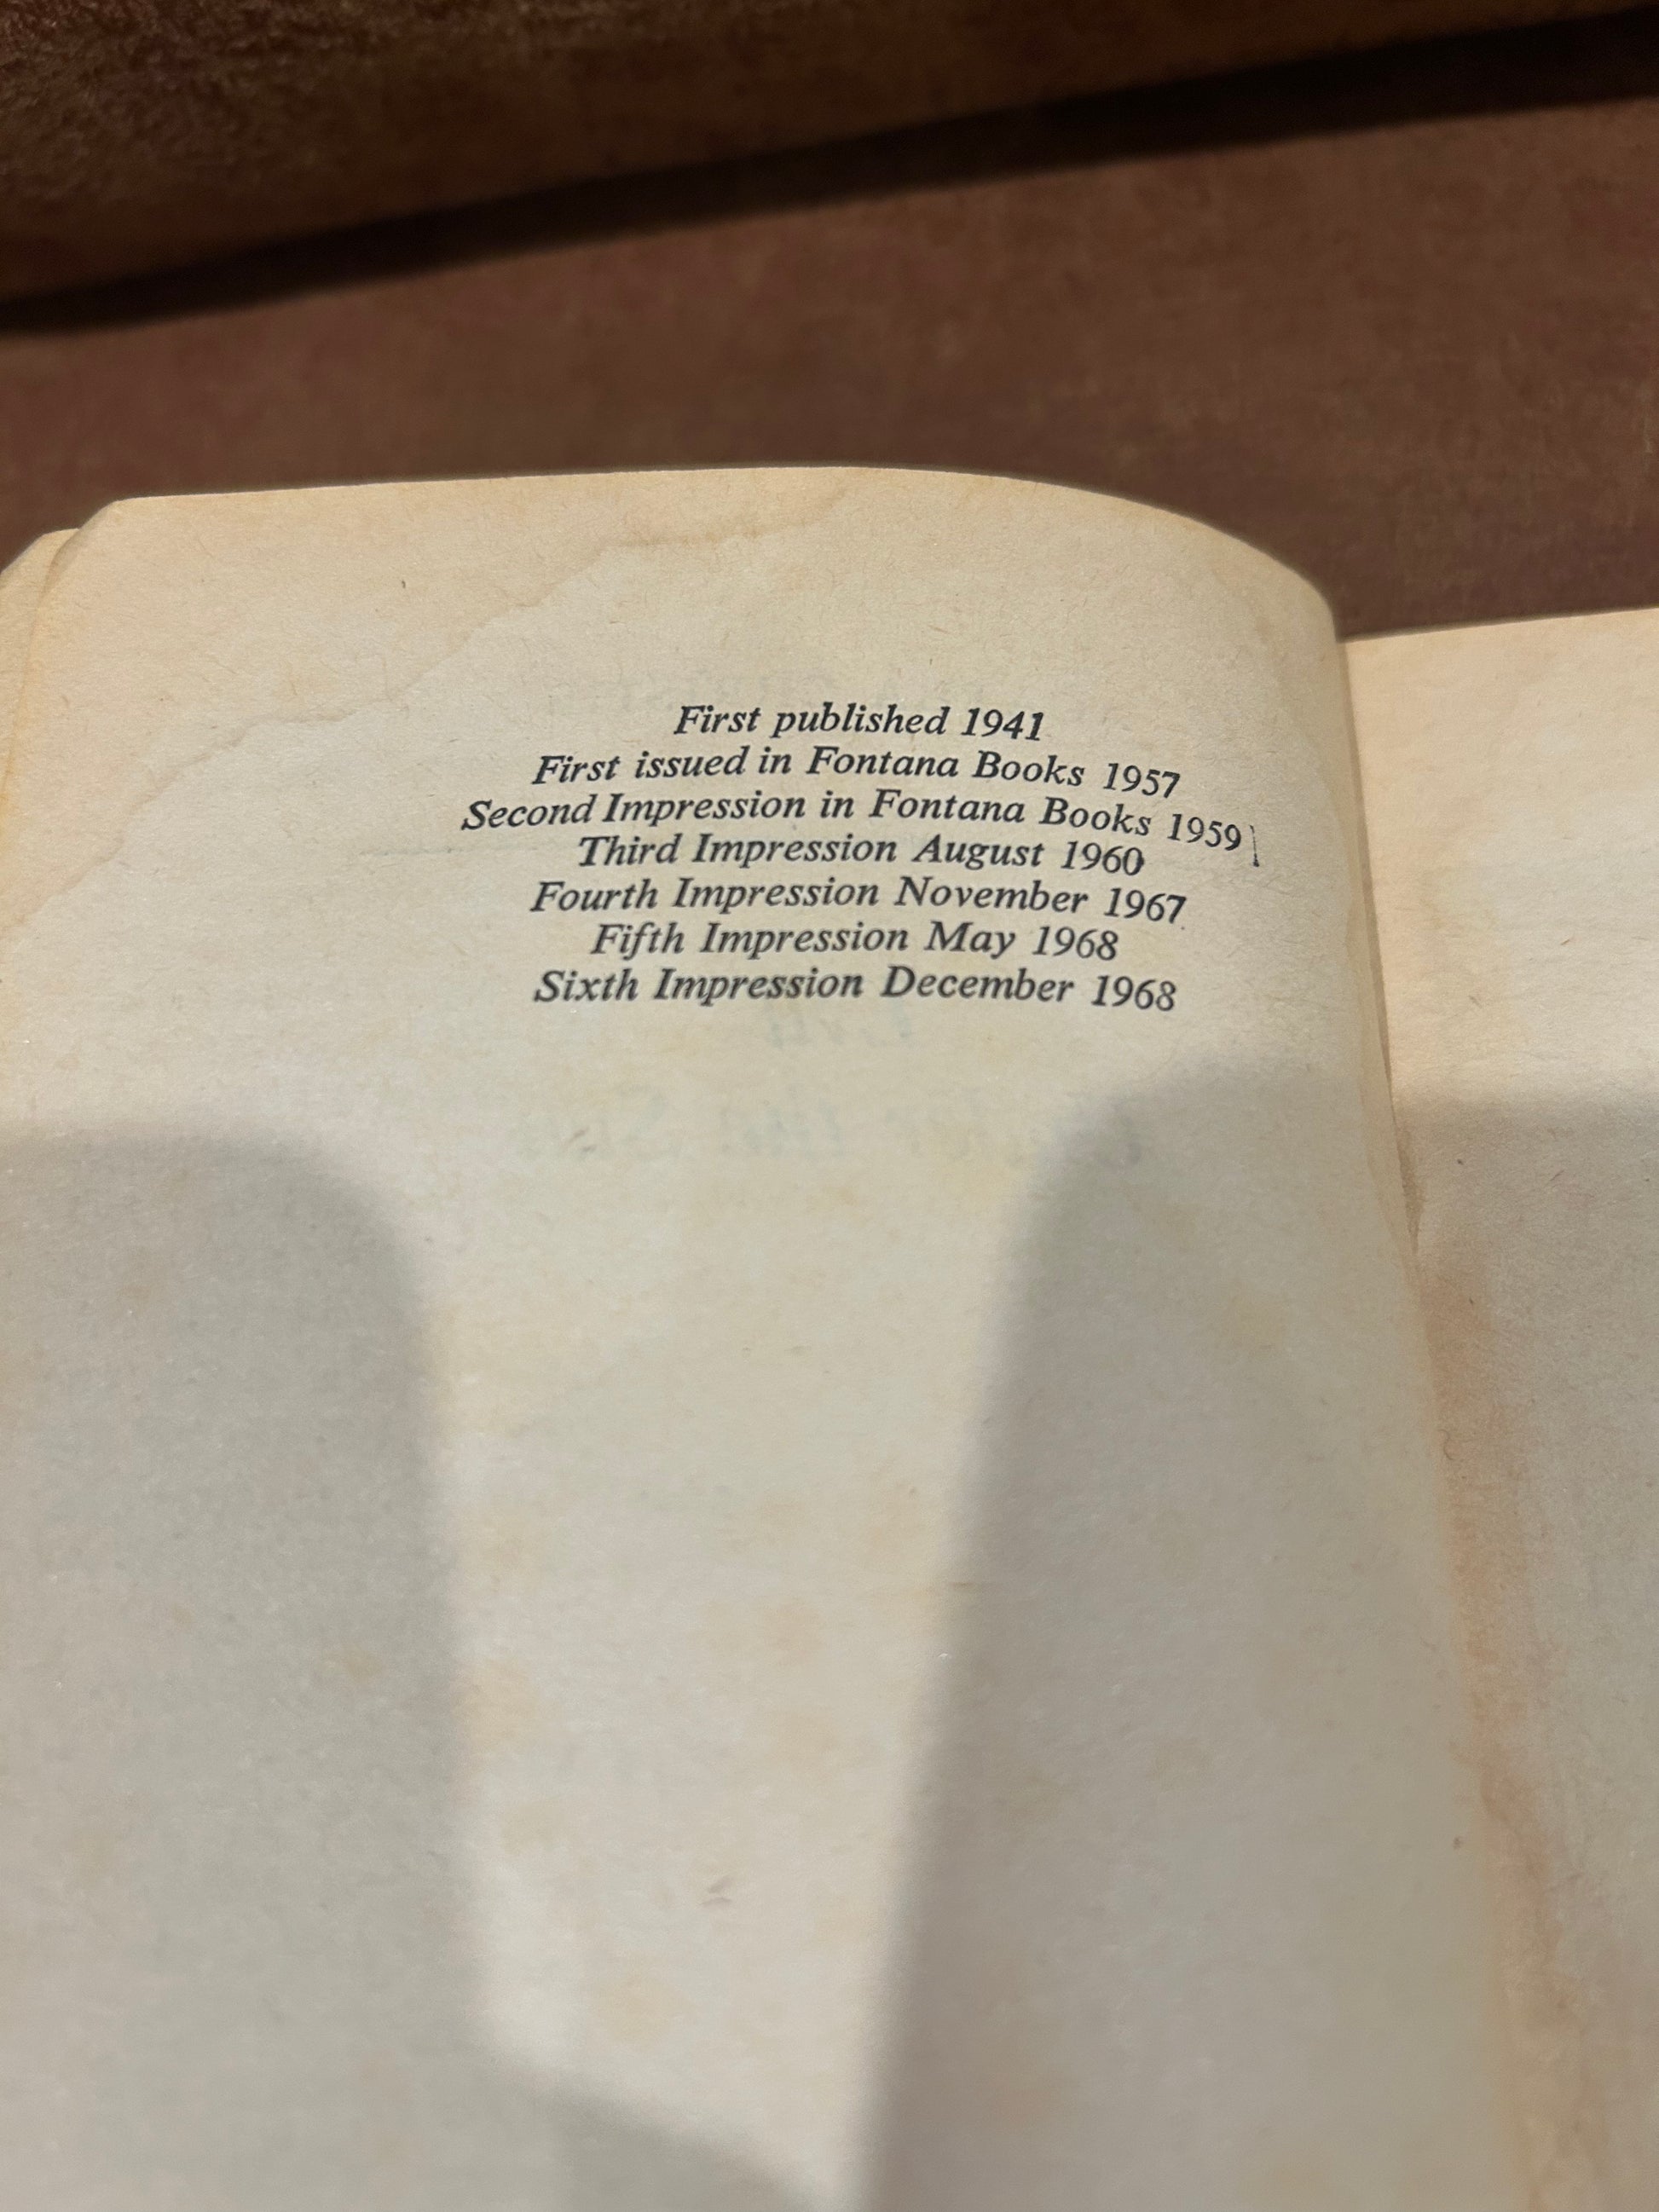 First published 1941
First issued in Fontana Books 1957
Second Impression in Fontana Books 1959
Third Impression August 1960
Fourth Impression November 1967
Fifth Impression May 1968
Sixth Impression December 1968